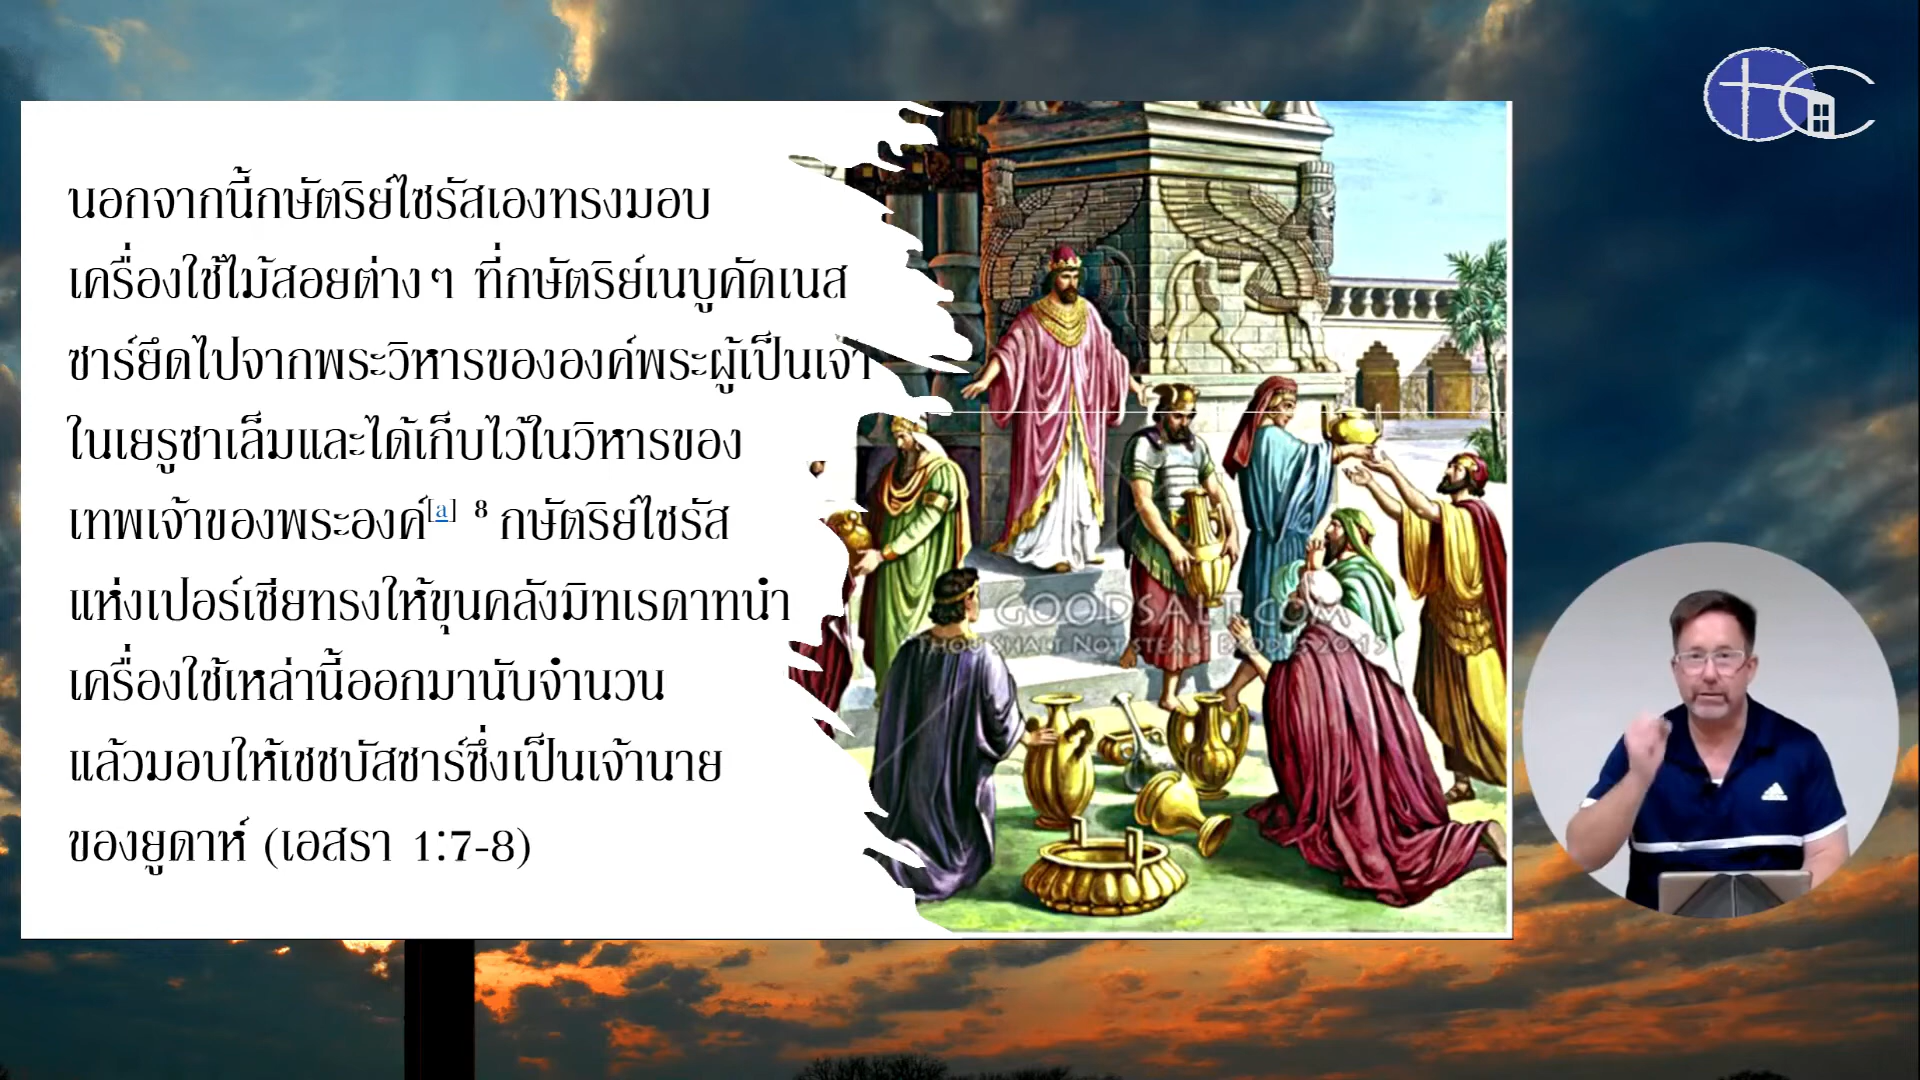 นอกจากนี้กษัตริย์ไซรัสเองทรงมอบ
เครื่องใช้ไม้สอยต่างๆ ที่กษัตริย์เนบูคัดเนส
ซาร์ยึดไปจากพระวิหารขององค์พระผู้เป็นเจ้า
ในเยรูซาเล็มและได้เก็บไว้ในวิหารของ
เทพเจ้าของพระองค์[a] 8 กษัตริย์ไซรัส
แห่งเปอร์เซียทรงให้ขุนคลังมิทเรดาทนำ
เครื่องใช้เหล่านี้ออกมานับจำนวน
แล้วมอบให้เชชบัสซาร์ซึ่งเป็นเจ้านาย
ของยูดาห์ (เอสรา 1:7-8)
GOODSALT.COM
THOU SHALT NOT STEAL; EXODUS 20:15